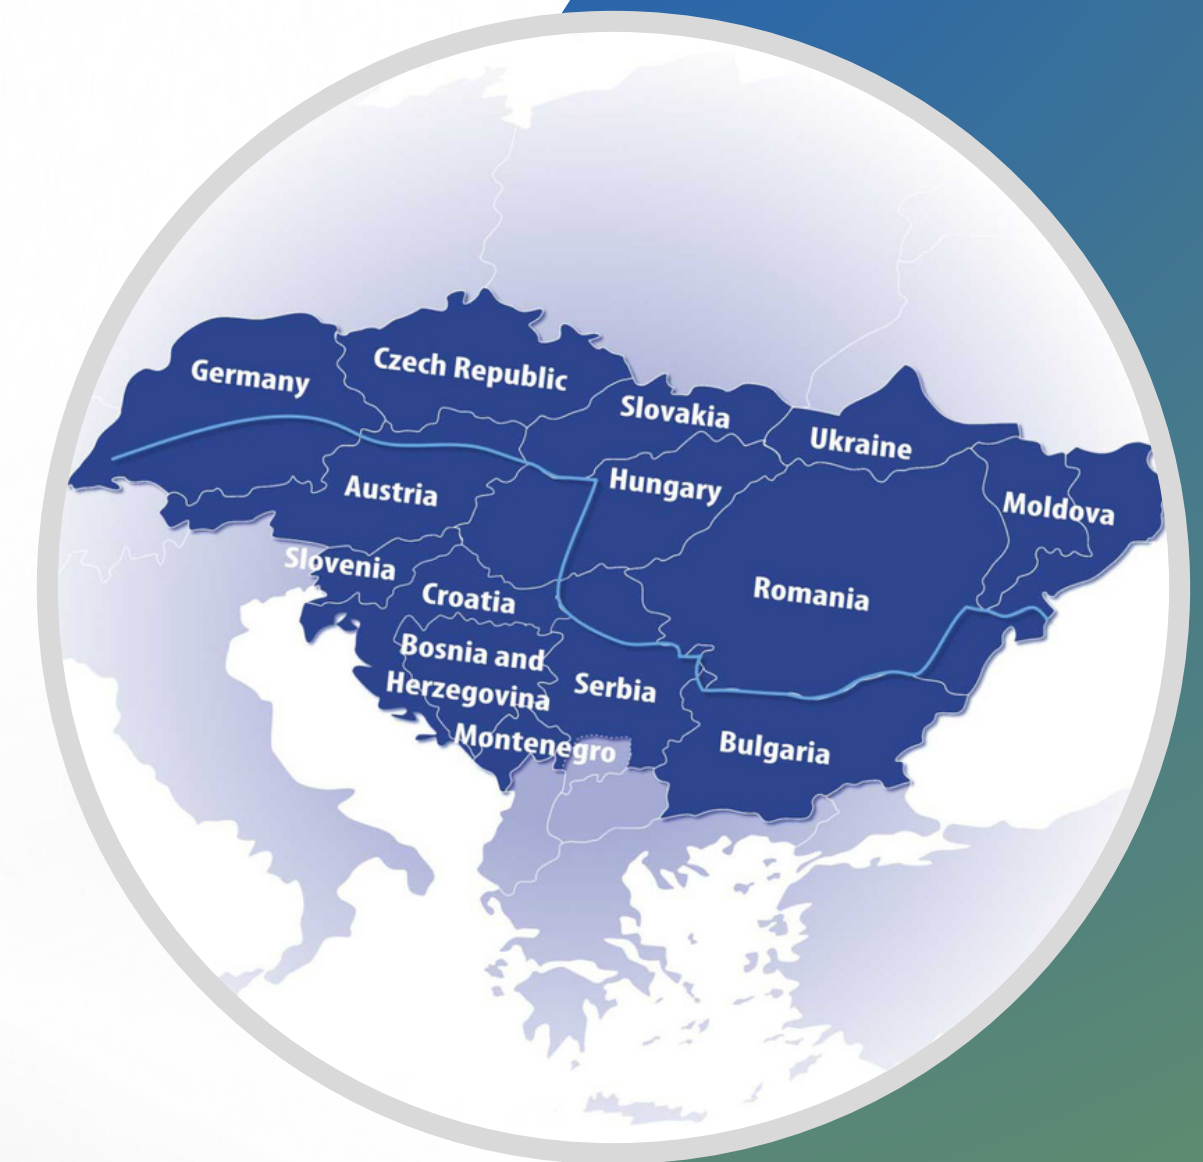 Germany
Czech Republic
Slovakia
Ukraine
Austria
Hungary
Moldova
Slovenia
Croatia
Romania
Bosnia and
Herzegovina
Serbia
Montenegro
Bulgaria